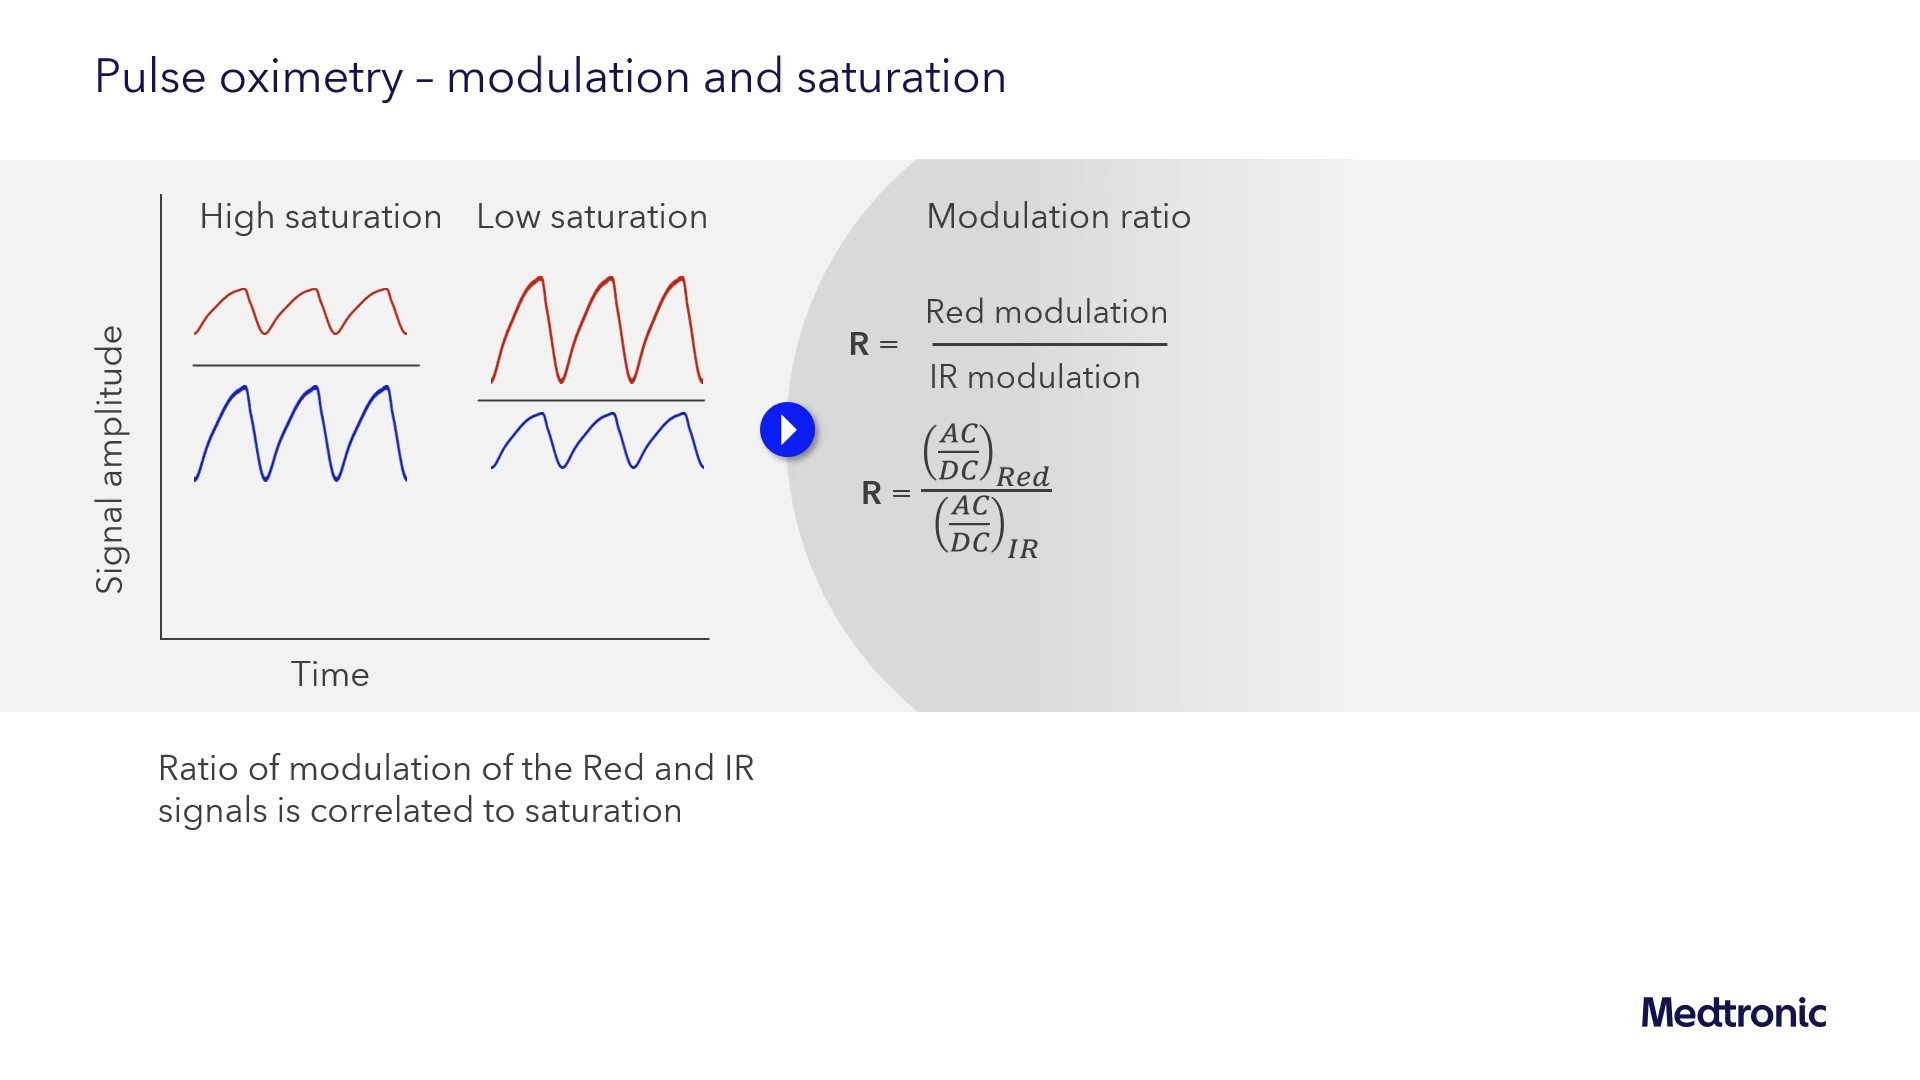 Pulse oximetry – modulation and saturation
High saturation
Low saturation
Signal amplitude
Time
Modulation ratio
R = Red modulation
IR modulation
R = (AC/DC)Red
(AC/DC)IR
Ratio of modulation of the Red and IR
signals is correlated to saturation
Medtronic